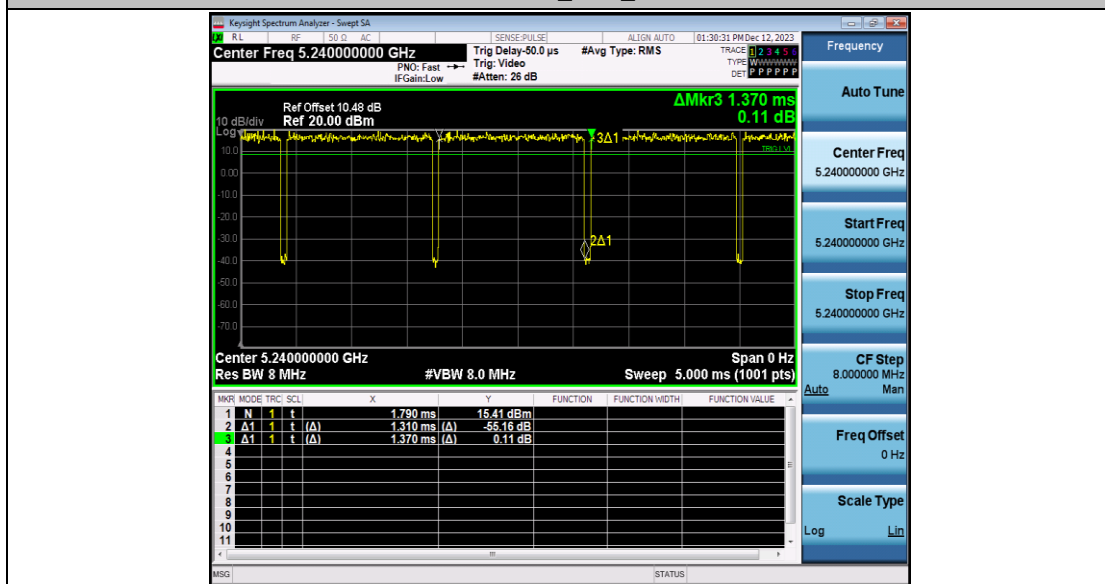 Keysight Spectrum Analyzer - Swept SA
RL RF 50 Ω AC SENSE:PULSE ALIGN AUTO 01:30:31 PM Dec 12, 2023
Center Freq 5.240000000 GHz
PNO: Fast
IFGain:Low
Trig Delay-50.0 µs
Trig: Video
#Atten: 26 dB
#Avg Type: RMS
TRACE 1 2 3 4 5 6
TYPE WWWWWW
DET P P P P P P
Frequency
Auto Tune
Center Freq
5.240000000 GHz
Start Freq
5.240000000 GHz
Stop Freq
5.240000000 GHz
CF Step
8.000000 MHz
Auto Man
Freq Offset
0 Hz
Scale Type
Log Lin
Ref Offset 10.48 dB
10 dB/div Ref 20.00 dBm
ΔMkr3 1.370 ms
0.11 dB
Log
10.0
0.00
-10.0
-20.0
-30.0
-40.0
-50.0
-60.0
-70.0
3Δ1
TRIG LVL
2Δ1
Center 5.240000000 GHz Span 0 Hz
Res BW 8 MHz #VBW 8.0 MHz Sweep 5.000 ms (1001 pts)
MKR MODE TRC SCL X Y FUNCTION FUNCTION WIDTH FUNCTION VALUE
1 N 1 t 1.790 ms 15.41 dBm
2 Δ1 1 t (Δ) 1.310 ms (Δ) -55.16 dB
3 Δ1 1 t (Δ) 1.370 ms (Δ) 0.11 dB
4
5
6
7
8
9
10
11
MSG STATUS